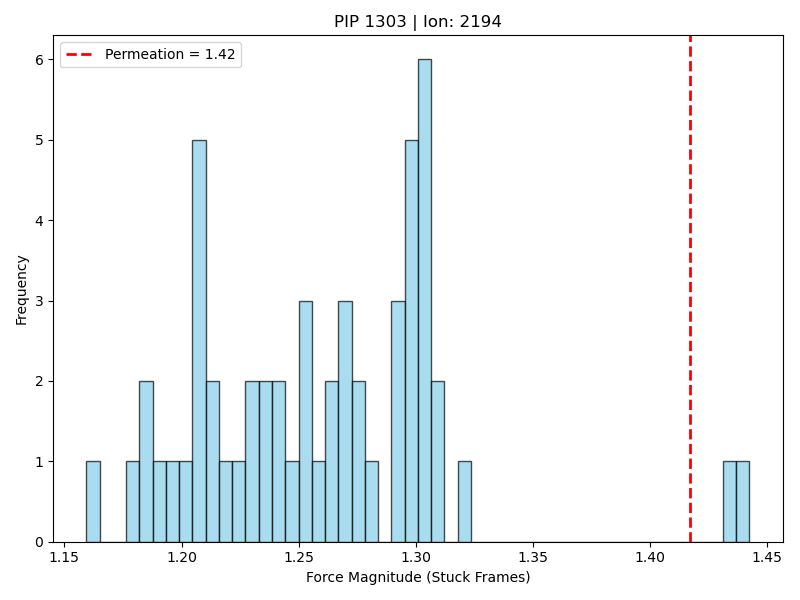 PIP 1303 | Ion: 2194
Permeation = 1.42
Frequency
6
5
4
3
2
1
0
1.15 1.20 1.25 1.30 1.35 1.40 1.45
Force Magnitude (Stuck Frames)